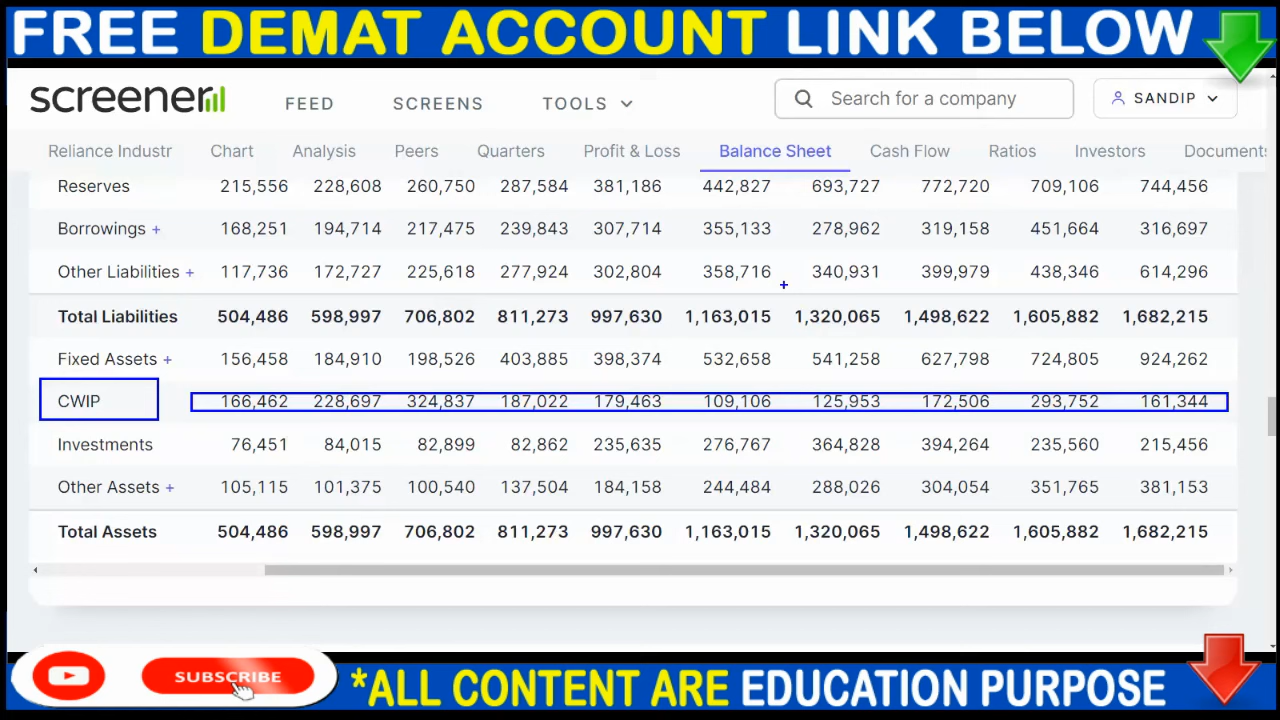 FREE DEMAT ACCOUNT LINK BELOW
screener FEED SCREENS TOOLS Search for a company SANDIP
Reliance Industr Chart Analysis Peers Quarters Profit & Loss Balance Sheet Cash Flow Ratios Investors Documents
Reserves 215,556 228,608 260,750 287,584 381,186 442,827 693,727 772,720 709,106 744,456
Borrowings + 168,251 194,714 217,475 239,843 307,714 355,133 278,962 319,158 451,664 316,697
Other Liabilities + 117,736 172,727 225,618 277,924 302,804 358,716 340,931 399,979 438,346 614,296
Total Liabilities 504,486 598,997 706,802 811,273 997,630 1,163,015 1,320,065 1,498,622 1,605,882 1,682,215
Fixed Assets + 156,458 184,910 198,526 403,885 398,374 532,658 541,258 627,798 724,805 924,262
CWIP 166,462 228,697 324,837 187,022 179,463 109,106 125,953 172,506 293,752 161,344
Investments 76,451 84,015 82,899 82,862 235,635 276,767 364,828 394,264 235,560 215,456
Other Assets + 105,115 101,375 100,540 137,504 184,158 244,484 288,026 304,054 351,765 381,153
Total Assets 504,486 598,997 706,802 811,273 997,630 1,163,015 1,320,065 1,498,622 1,605,882 1,682,215
SUBSCRIBE *ALL CONTENT ARE EDUCATION PURPOSE